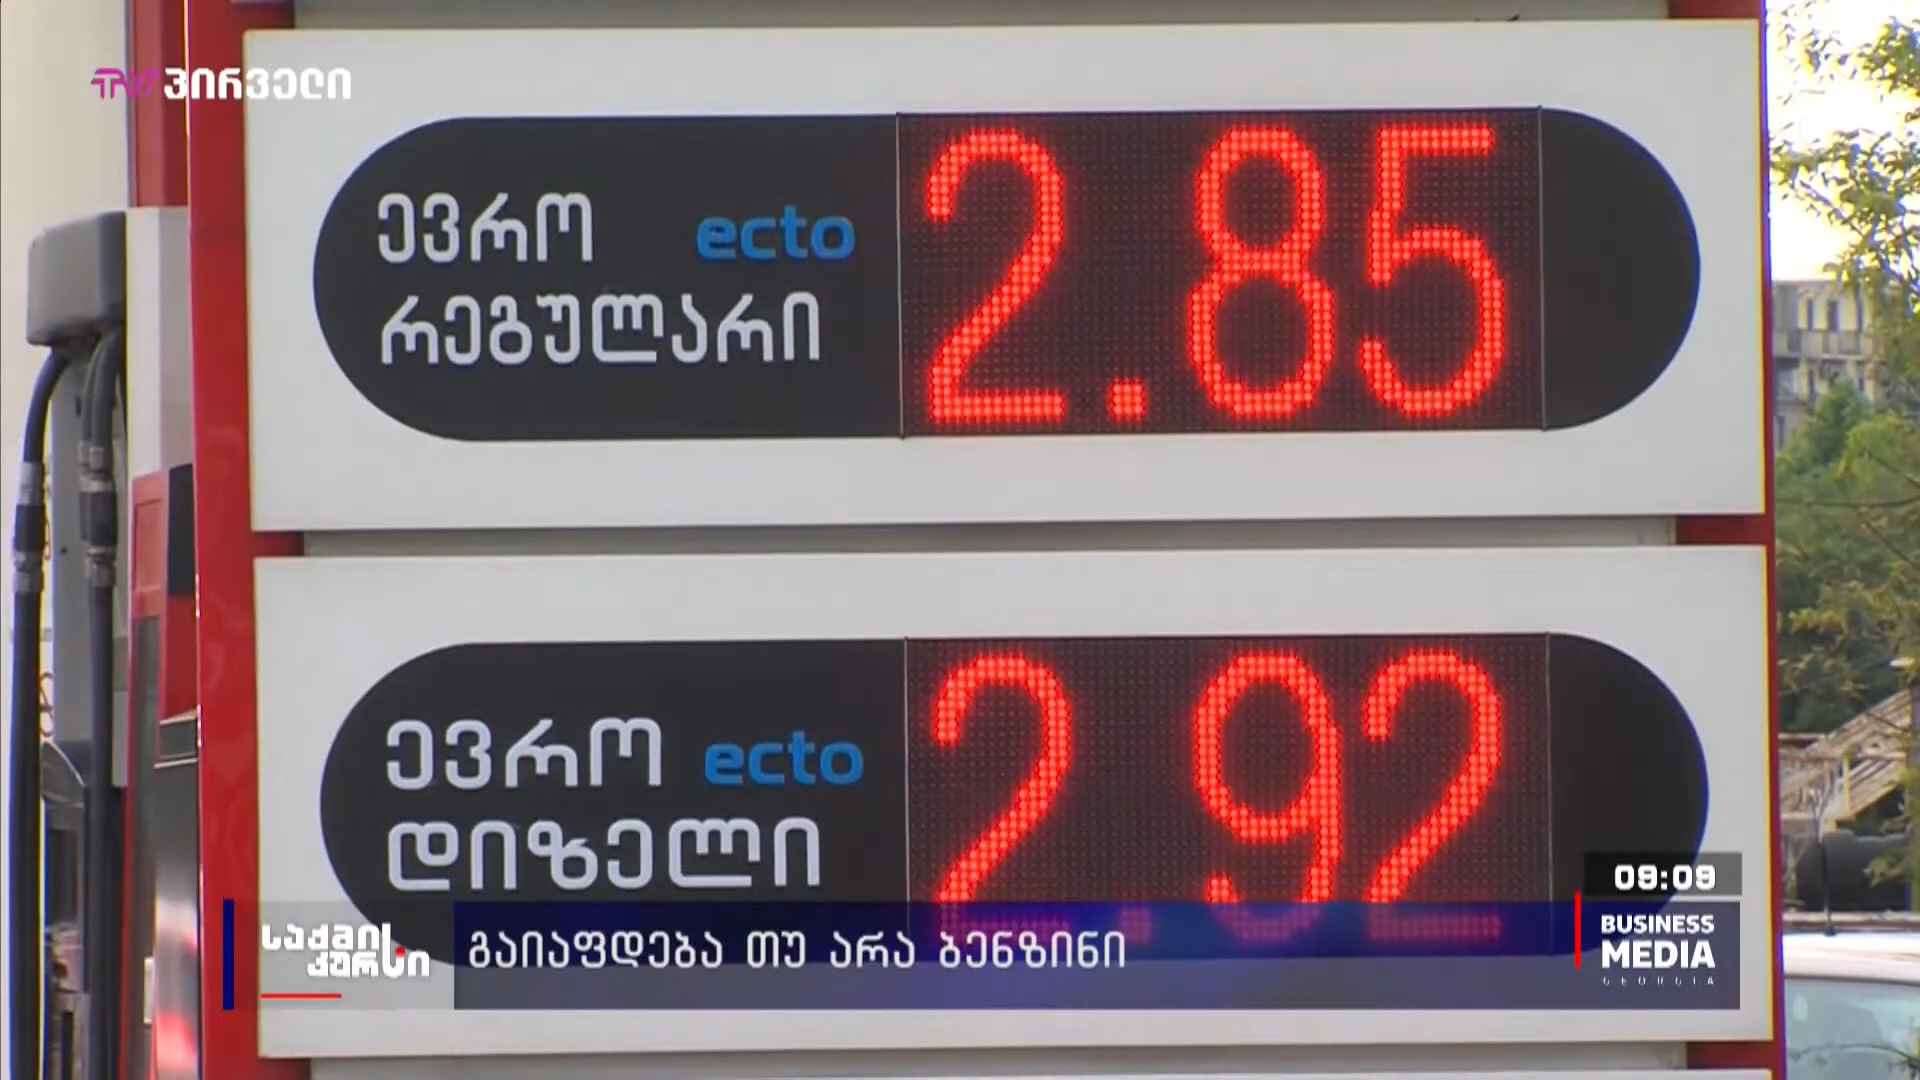 TV პირველი
ევრო ecto
რეგულარი
2.85
ევრო ecto
დიზელი
2.92
09:09
საქმის
კურსი
გაიაფდება თუ არა ბენზინი
BUSINESS
MEDIA
GEORGIA